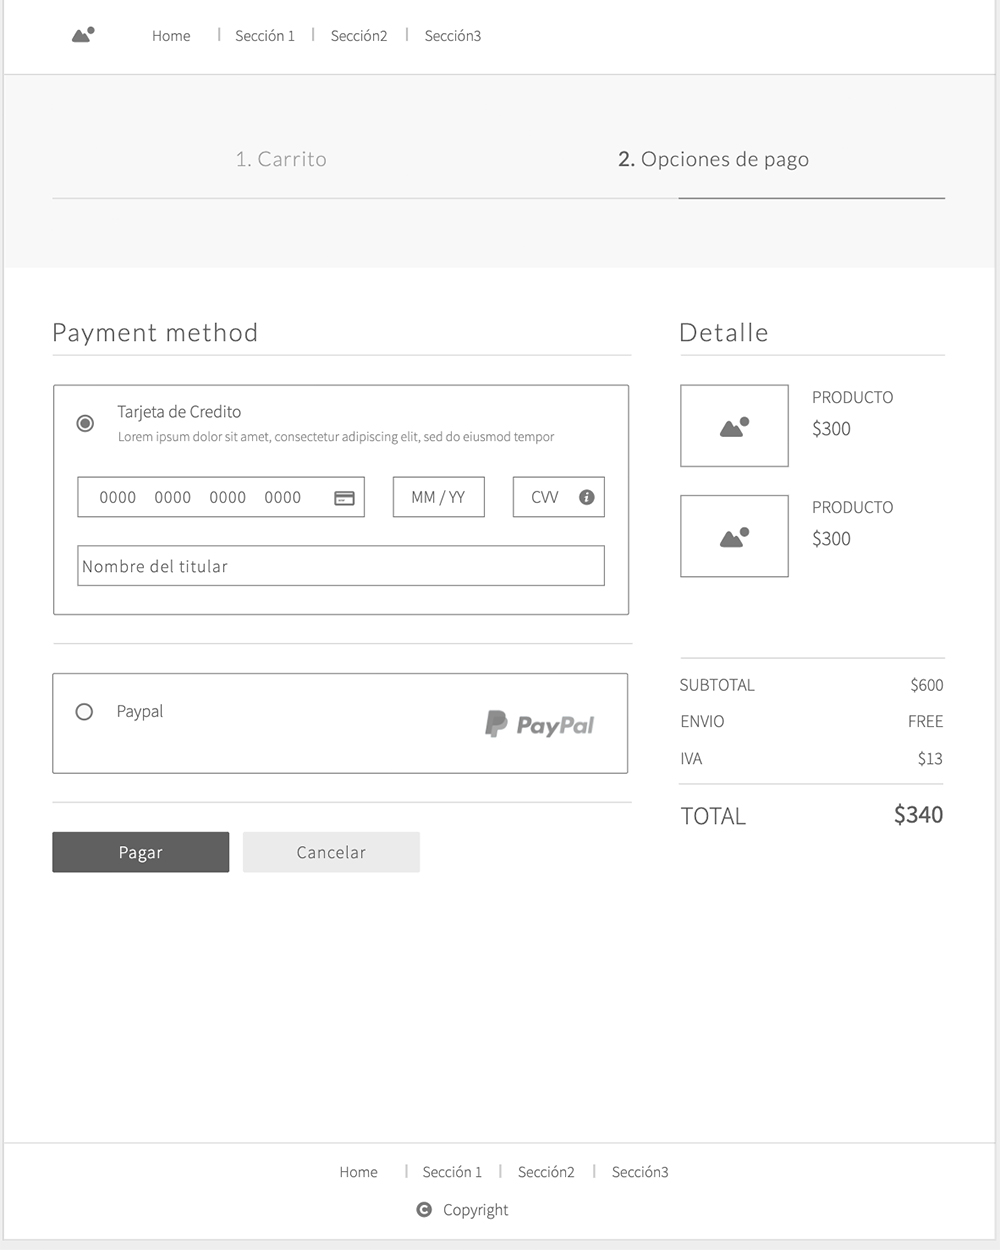 Home | Sección 1 | Sección2 | Sección3
1. Carrito
2. Opciones de pago
Payment method
Tarjeta de Credito
Lorem ipsum dolor sit amet, consectetur adipiscing elit, sed do eiusmod tempor
0000 0000 0000 0000
MM / YY
CVV
Nombre del titular
Paypal
PayPal
Pagar
Cancelar
Detalle
PRODUCTO
$300
PRODUCTO
$300
SUBTOTAL $600
ENVIO FREE
IVA $13
TOTAL $340
Home | Sección 1 | Sección2 | Sección3
Copyright